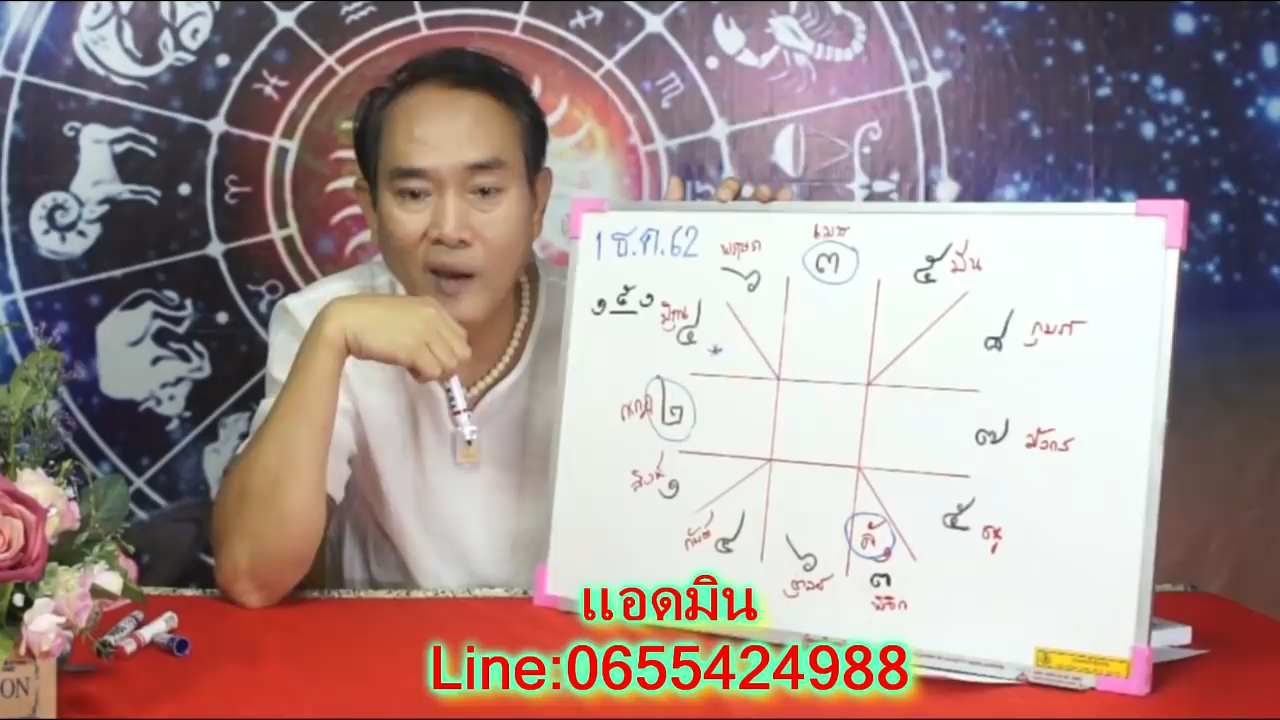 1 ธ.ค.62
พฤษภ
เมษ
๖
๓
๕
มีน
๑ ๕ ๑
มิถุน
๔
๘
กุมภ์
กรกฎ
๒
๗
มังกร
สิงห์
๑
๕
ธนู
กันย์
๔
๖
ตุลย์
๓
พิจิก
แอดมิน
Line:0655424988
ON